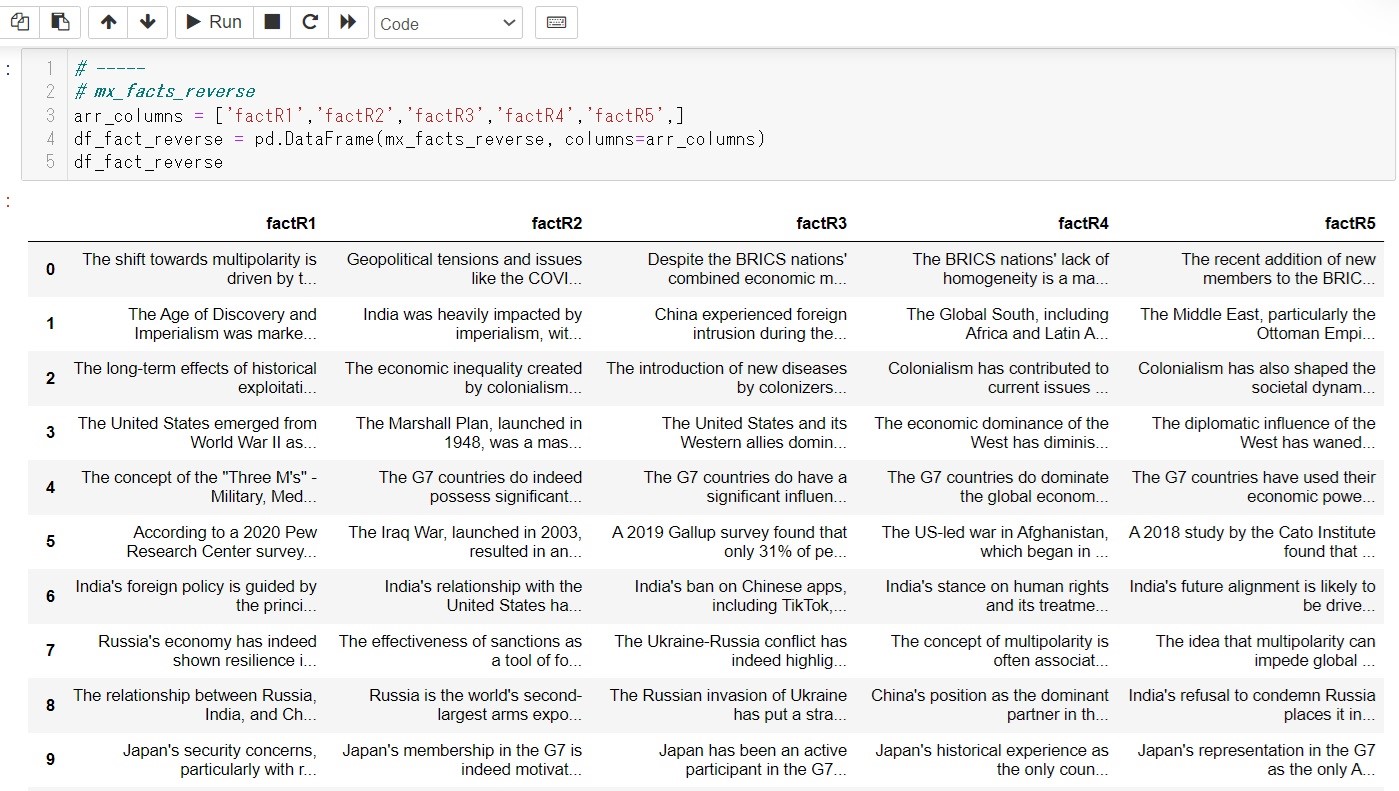 Run Code
:
1 # -----
2 # mx_facts_reverse
3 arr_columns = ['factR1','factR2','factR3','factR4','factR5',]
4 df_fact_reverse = pd.DataFrame(mx_facts_reverse, columns=arr_columns)
5 df_fact_reverse
:
factR1 factR2 factR3 factR4 factR5
0 The shift towards multipolarity is driven by t... Geopolitical tensions and issues like the COVI... Despite the BRICS nations' combined economic m... The BRICS nations' lack of homogeneity is a ma... The recent addition of new members to the BRIC...
1 The Age of Discovery and Imperialism was marke... India was heavily impacted by imperialism, wit... China experienced foreign intrusion during the... The Global South, including Africa and Latin A... The Middle East, particularly the Ottoman Empi...
2 The long-term effects of historical exploitati... The economic inequality created by colonialism... The introduction of new diseases by colonizers... Colonialism has contributed to current issues ... Colonialism has also shaped the societal dynam...
3 The United States emerged from World War II as... The Marshall Plan, launched in 1948, was a mas... The United States and its Western allies domin... The economic dominance of the West has diminis... The diplomatic influence of the West has waned...
4 The concept of the "Three M's" - Military, Med... The G7 countries do indeed possess significant... The G7 countries do have a significant influen... The G7 countries do dominate the global econom... The G7 countries have used their economic powe...
5 According to a 2020 Pew Research Center survey... The Iraq War, launched in 2003, resulted in an... A 2019 Gallup survey found that only 31% of pe... The US-led war in Afghanistan, which began in ... A 2018 study by the Cato Institute found that ...
6 India's foreign policy is guided by the princi... India's relationship with the United States ha... India's ban on Chinese apps, including TikTok,... India's stance on human rights and its treatme... India's future alignment is likely to be drive...
7 Russia's economy has indeed shown resilience i... The effectiveness of sanctions as a tool of fo... The Ukraine-Russia conflict has indeed highlig... The concept of multipolarity is often associat... The idea that multipolarity can impede global ...
8 The relationship between Russia, India, and Ch... Russia is the world's second-largest arms expo... The Russian invasion of Ukraine has put a stra... China's position as the dominant partner in th... India's refusal to condemn Russia places it in...
9 Japan's security concerns, particularly with r... Japan's membership in the G7 is indeed motivat... Japan has been an active participant in the G7... Japan's historical experience as the only coun... Japan's representation in the G7 as the only A...